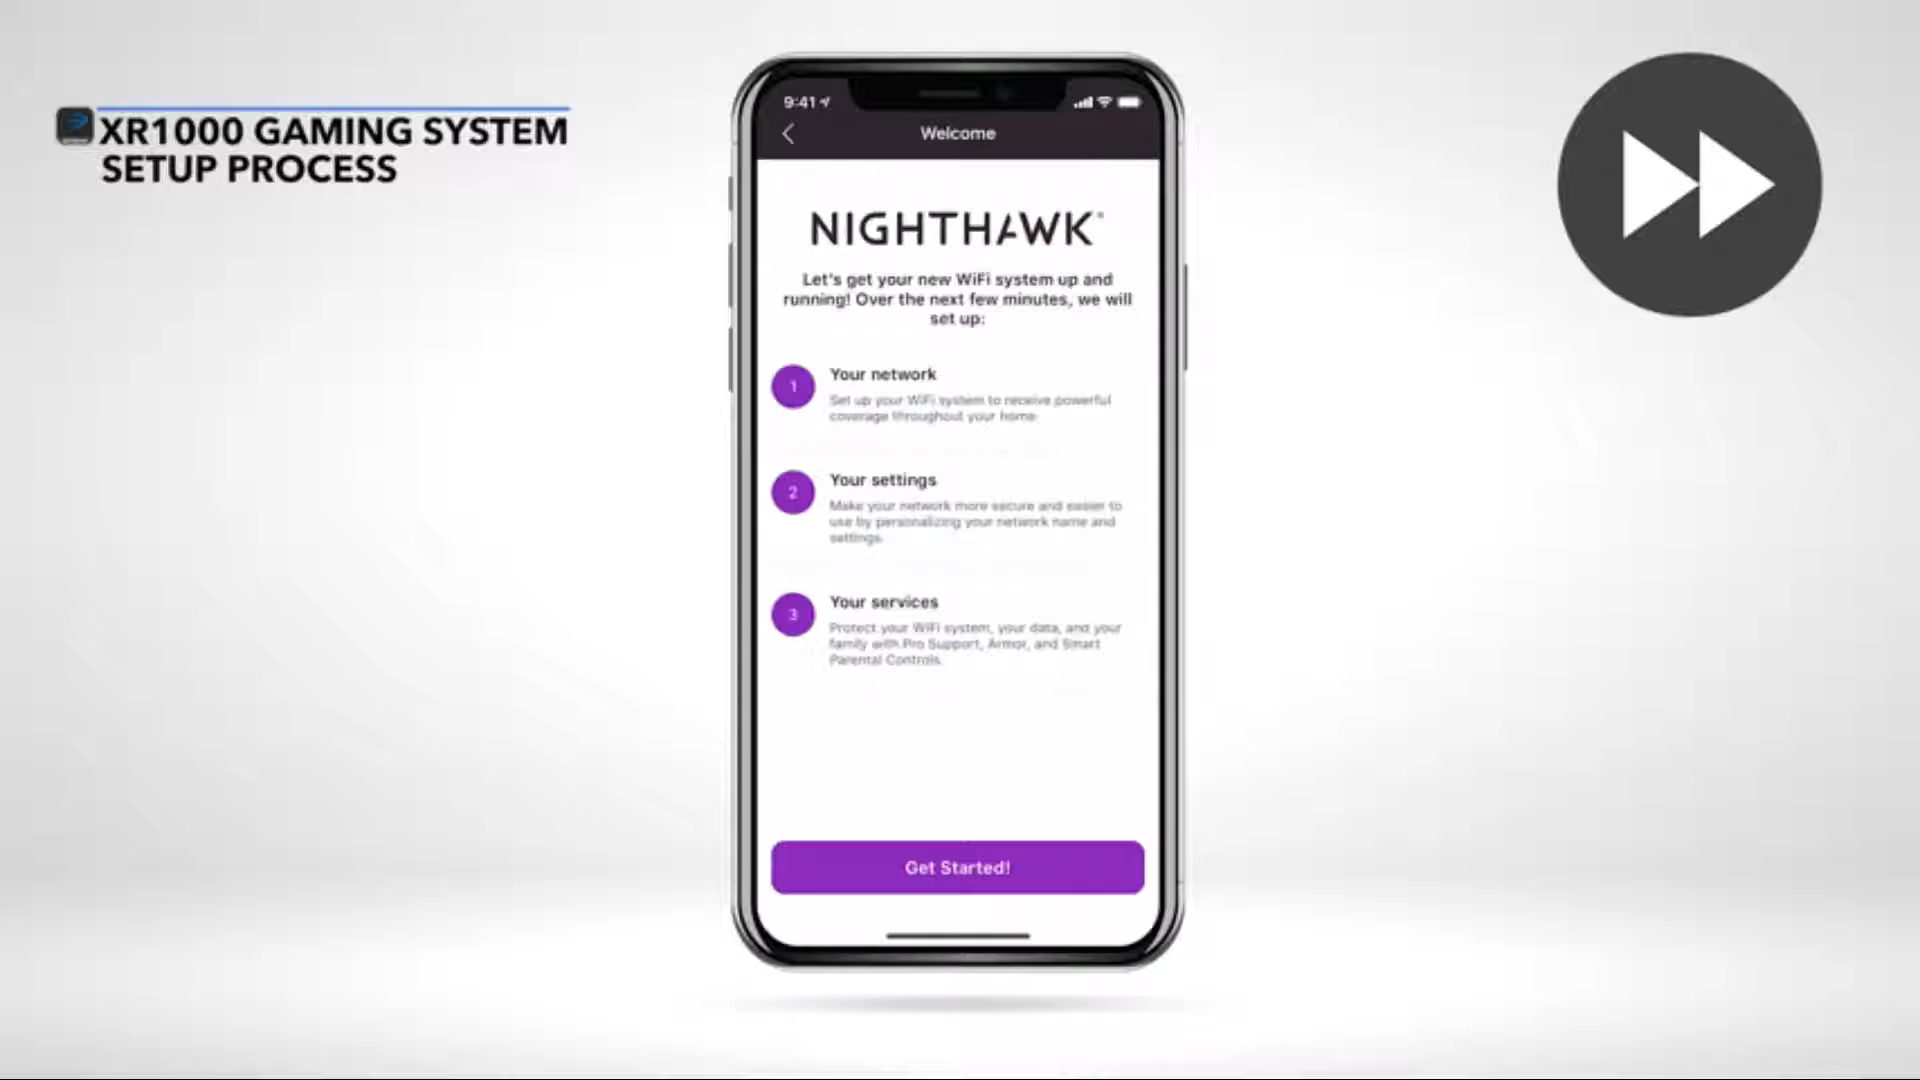 XR1000 GAMING SYSTEM
SETUP PROCESS
9:41
Welcome
NIGHTHAWK
Let's get your new WiFi system up and
running! Over the next few minutes, we will
set up:
1
Your network
Set up your WiFi system to receive powerful
coverage throughout your home.
2
Your settings
Make your network more secure and easier to
use by personalizing your network name and
settings.
3
Your services
Protect your WiFi system, your data, and your
family with Pro Support, Armor, and Smart
Parental Controls.
Get Started!